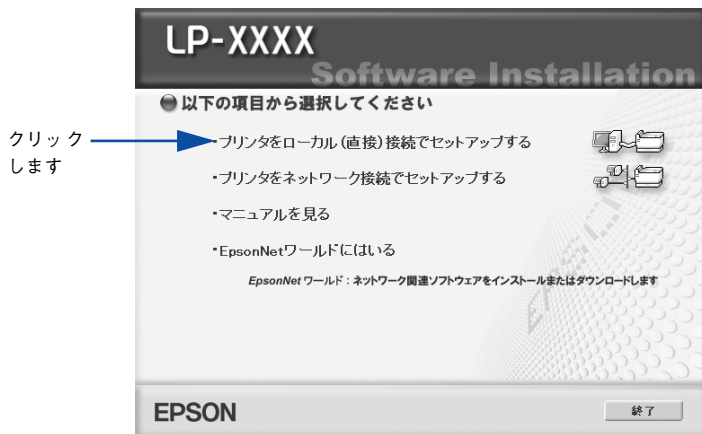 LP-XXXX
Software Installation
以下の項目から選択してください
クリック
します
・プリンタをローカル(直接)接続でセットアップする
・プリンタをネットワーク接続でセットアップする
・マニュアルを見る
・EpsonNetワールドにはいる
EpsonNet ワールド:ネットワーク関連ソフトウェアをインストールまたはダウンロードします
EPSON
EPSON
終了